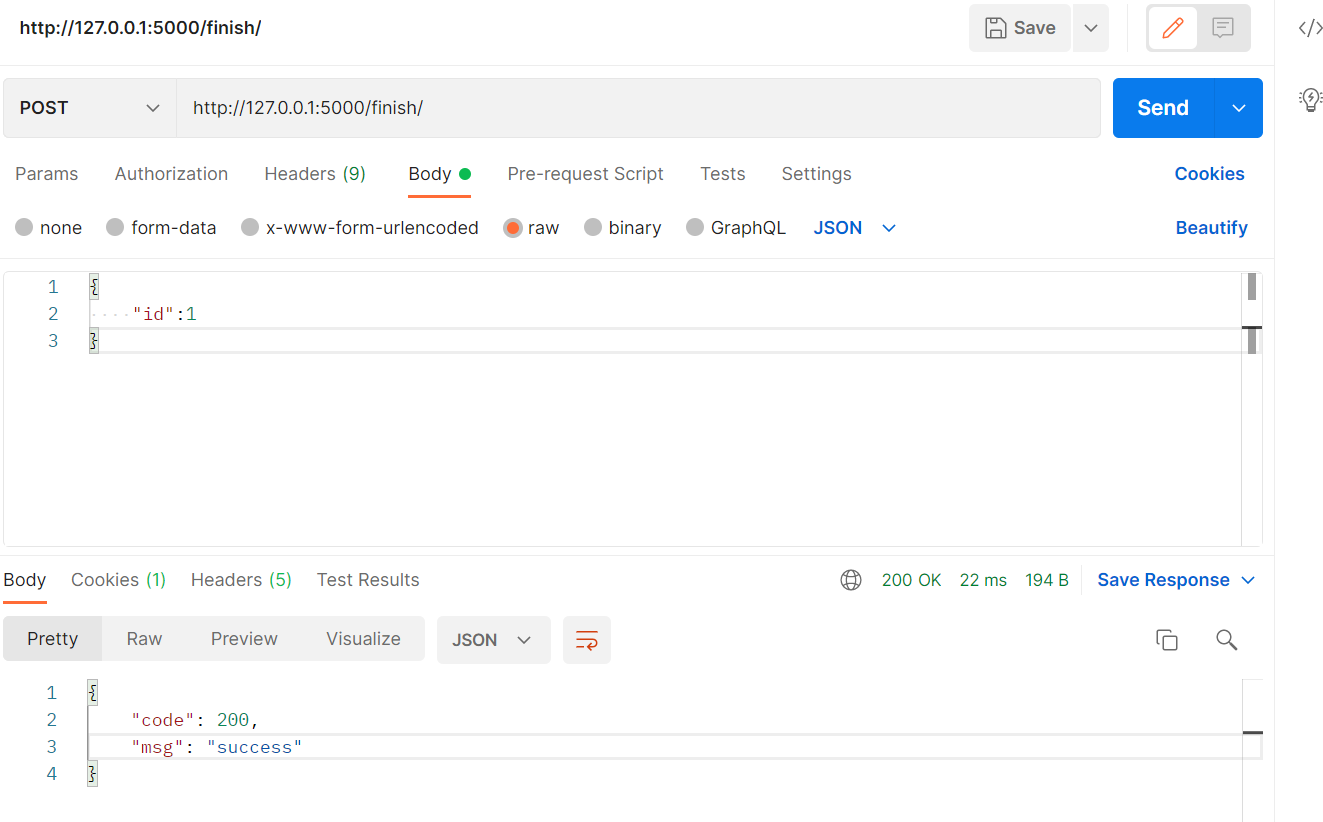 http://127.0.0.1:5000/finish/ Save
POST http://127.0.0.1:5000/finish/ Send
Params Authorization Headers (9) Body Pre-request Script Tests Settings Cookies
none form-data x-www-form-urlencoded raw binary GraphQL JSON Beautify
1 {
2 ····"id":1
3 }
Body Cookies (1) Headers (5) Test Results 200 OK 22 ms 194 B Save Response
Pretty Raw Preview Visualize JSON
1 {
2 "code": 200,
3 "msg": "success"
4 }